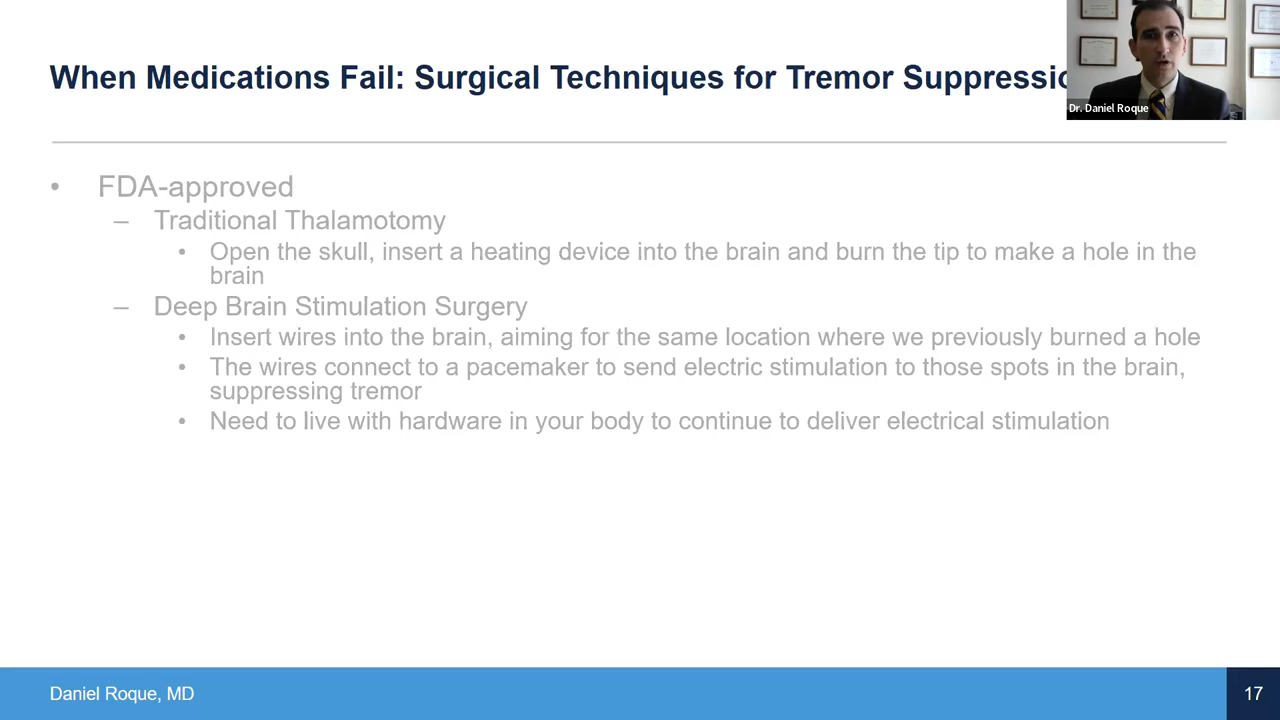 When Medications Fail: Surgical Techniques for Tremor Suppressio
Dr. Daniel Roque
• FDA-approved
– Traditional Thalamotomy
• Open the skull, insert a heating device into the brain and burn the tip to make a hole in the
brain
– Deep Brain Stimulation Surgery
• Insert wires into the brain, aiming for the same location where we previously burned a hole
• The wires connect to a pacemaker to send electric stimulation to those spots in the brain,
suppressing tremor
• Need to live with hardware in your body to continue to deliver electrical stimulation
Daniel Roque, MD
17